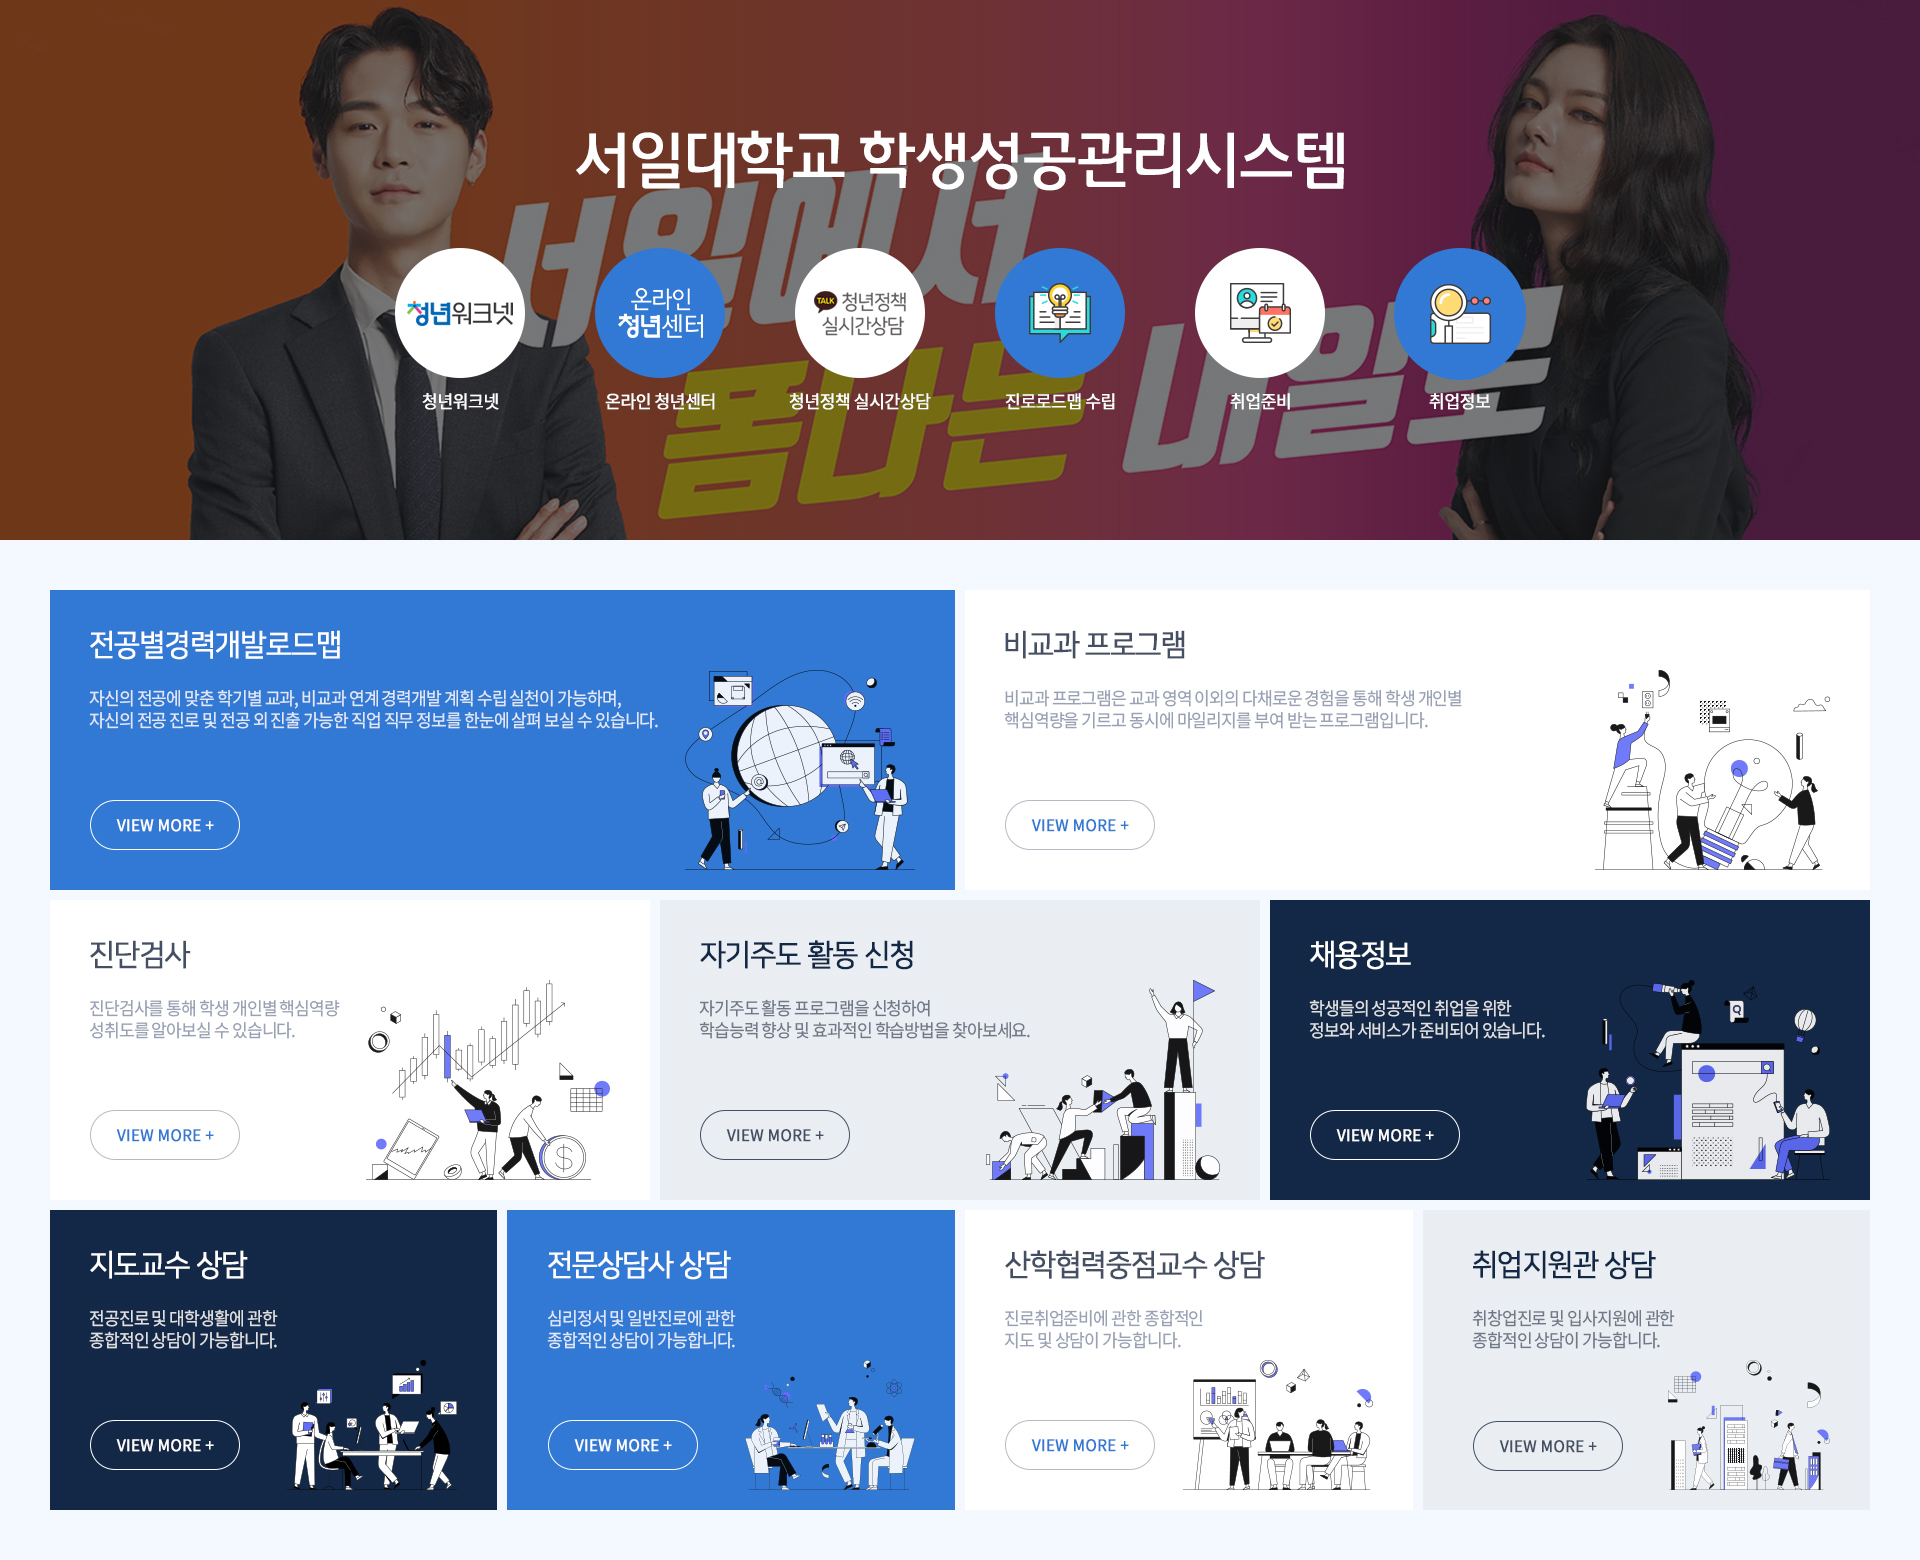 서일대학교 학생성공관리시스템
서일에서
폼나는 내일로
청년워크넷
온라인
청년센터
TALK 청년정책
실시간상담
청년워크넷
온라인 청년센터
청년정책 실시간상담
진로로드맵 수립
취업준비
취업정보
전공별경력개발로드맵
자신의 전공에 맞춘 학기별 교과, 비교과 연계 경력개발 계획 수립 실천이 가능하며,
자신의 전공 진로 및 전공 외 진출 가능한 직업 직무 정보를 한눈에 살펴 보실 수 있습니다.
VIEW MORE +
비교과 프로그램
비교과 프로그램은 교과 영역 이외의 다채로운 경험을 통해 학생 개인별
핵심역량을 기르고 동시에 마일리지를 부여 받는 프로그램입니다.
VIEW MORE +
진단검사
진단검사를 통해 학생 개인별 핵심역량
성취도를 알아보실 수 있습니다.
VIEW MORE +
자기주도 활동 신청
자기주도 활동 프로그램을 신청하여
학습능력 향상 및 효과적인 학습방법을 찾아보세요.
VIEW MORE +
채용정보
학생들의 성공적인 취업을 위한
정보와 서비스가 준비되어 있습니다.
VIEW MORE +
지도교수 상담
전공진로 및 대학생활에 관한
종합적인 상담이 가능합니다.
VIEW MORE +
전문상담사 상담
심리정서 및 일반진로에 관한
종합적인 상담이 가능합니다.
VIEW MORE +
산학협력중점교수 상담
진로취업준비에 관한 종합적인
지도 및 상담이 가능합니다.
VIEW MORE +
취업지원관 상담
취창업진로 및 입사지원에 관한
종합적인 상담이 가능합니다.
VIEW MORE +